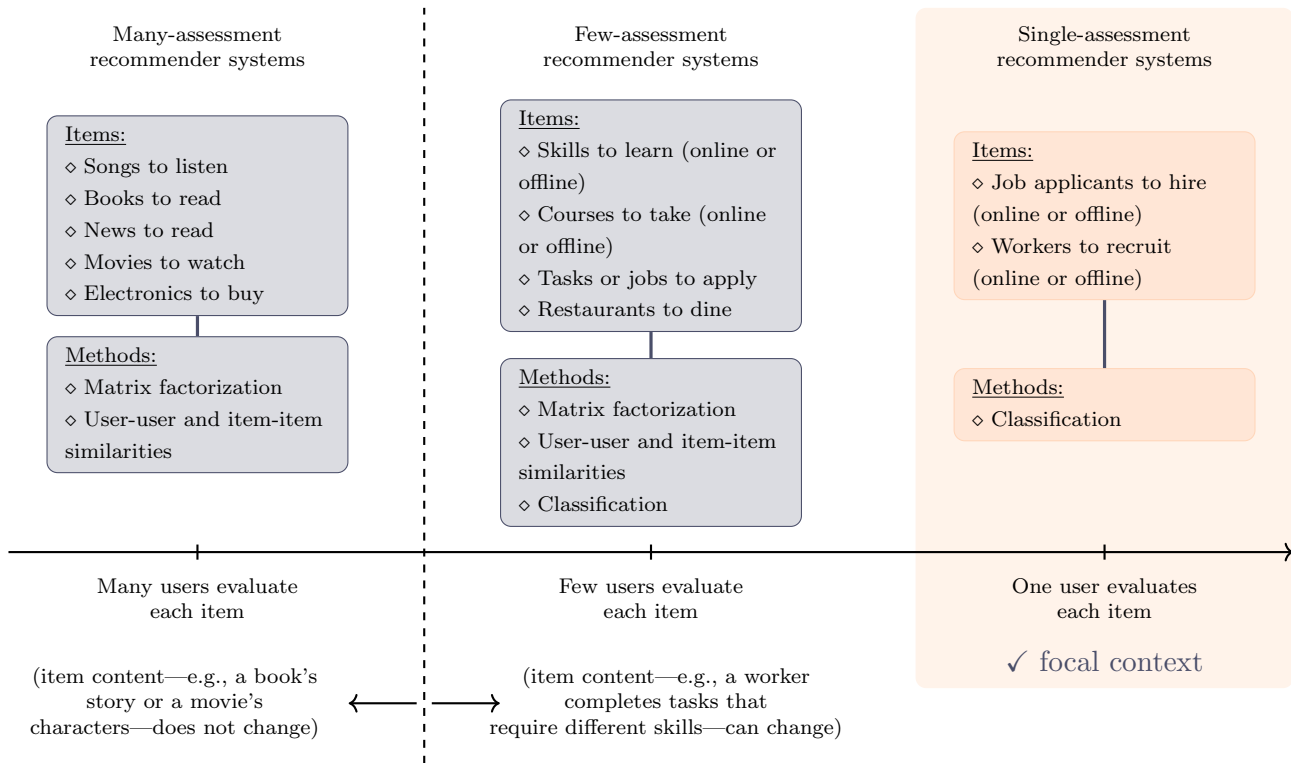 Many-assessment
recommender systems
Items:
⋄ Songs to listen
⋄ Books to read
⋄ News to read
⋄ Movies to watch
⋄ Electronics to buy
Methods:
⋄ Matrix factorization
⋄ User-user and item-item
similarities
Many users evaluate
each item
(item content—e.g., a book's
story or a movie's
characters—does not change)
Few-assessment
recommender systems
Items:
⋄ Skills to learn (online or
offline)
⋄ Courses to take (online
or offline)
⋄ Tasks or jobs to apply
⋄ Restaurants to dine
Methods:
⋄ Matrix factorization
⋄ User-user and item-item
similarities
⋄ Classification
Few users evaluate
each item
(item content—e.g., a worker
completes tasks that
require different skills—can change)
Single-assessment
recommender systems
Items:
⋄ Job applicants to hire
(online or offline)
⋄ Workers to recruit
(online or offline)
Methods:
⋄ Classification
One user evaluates
each item
✓ focal context